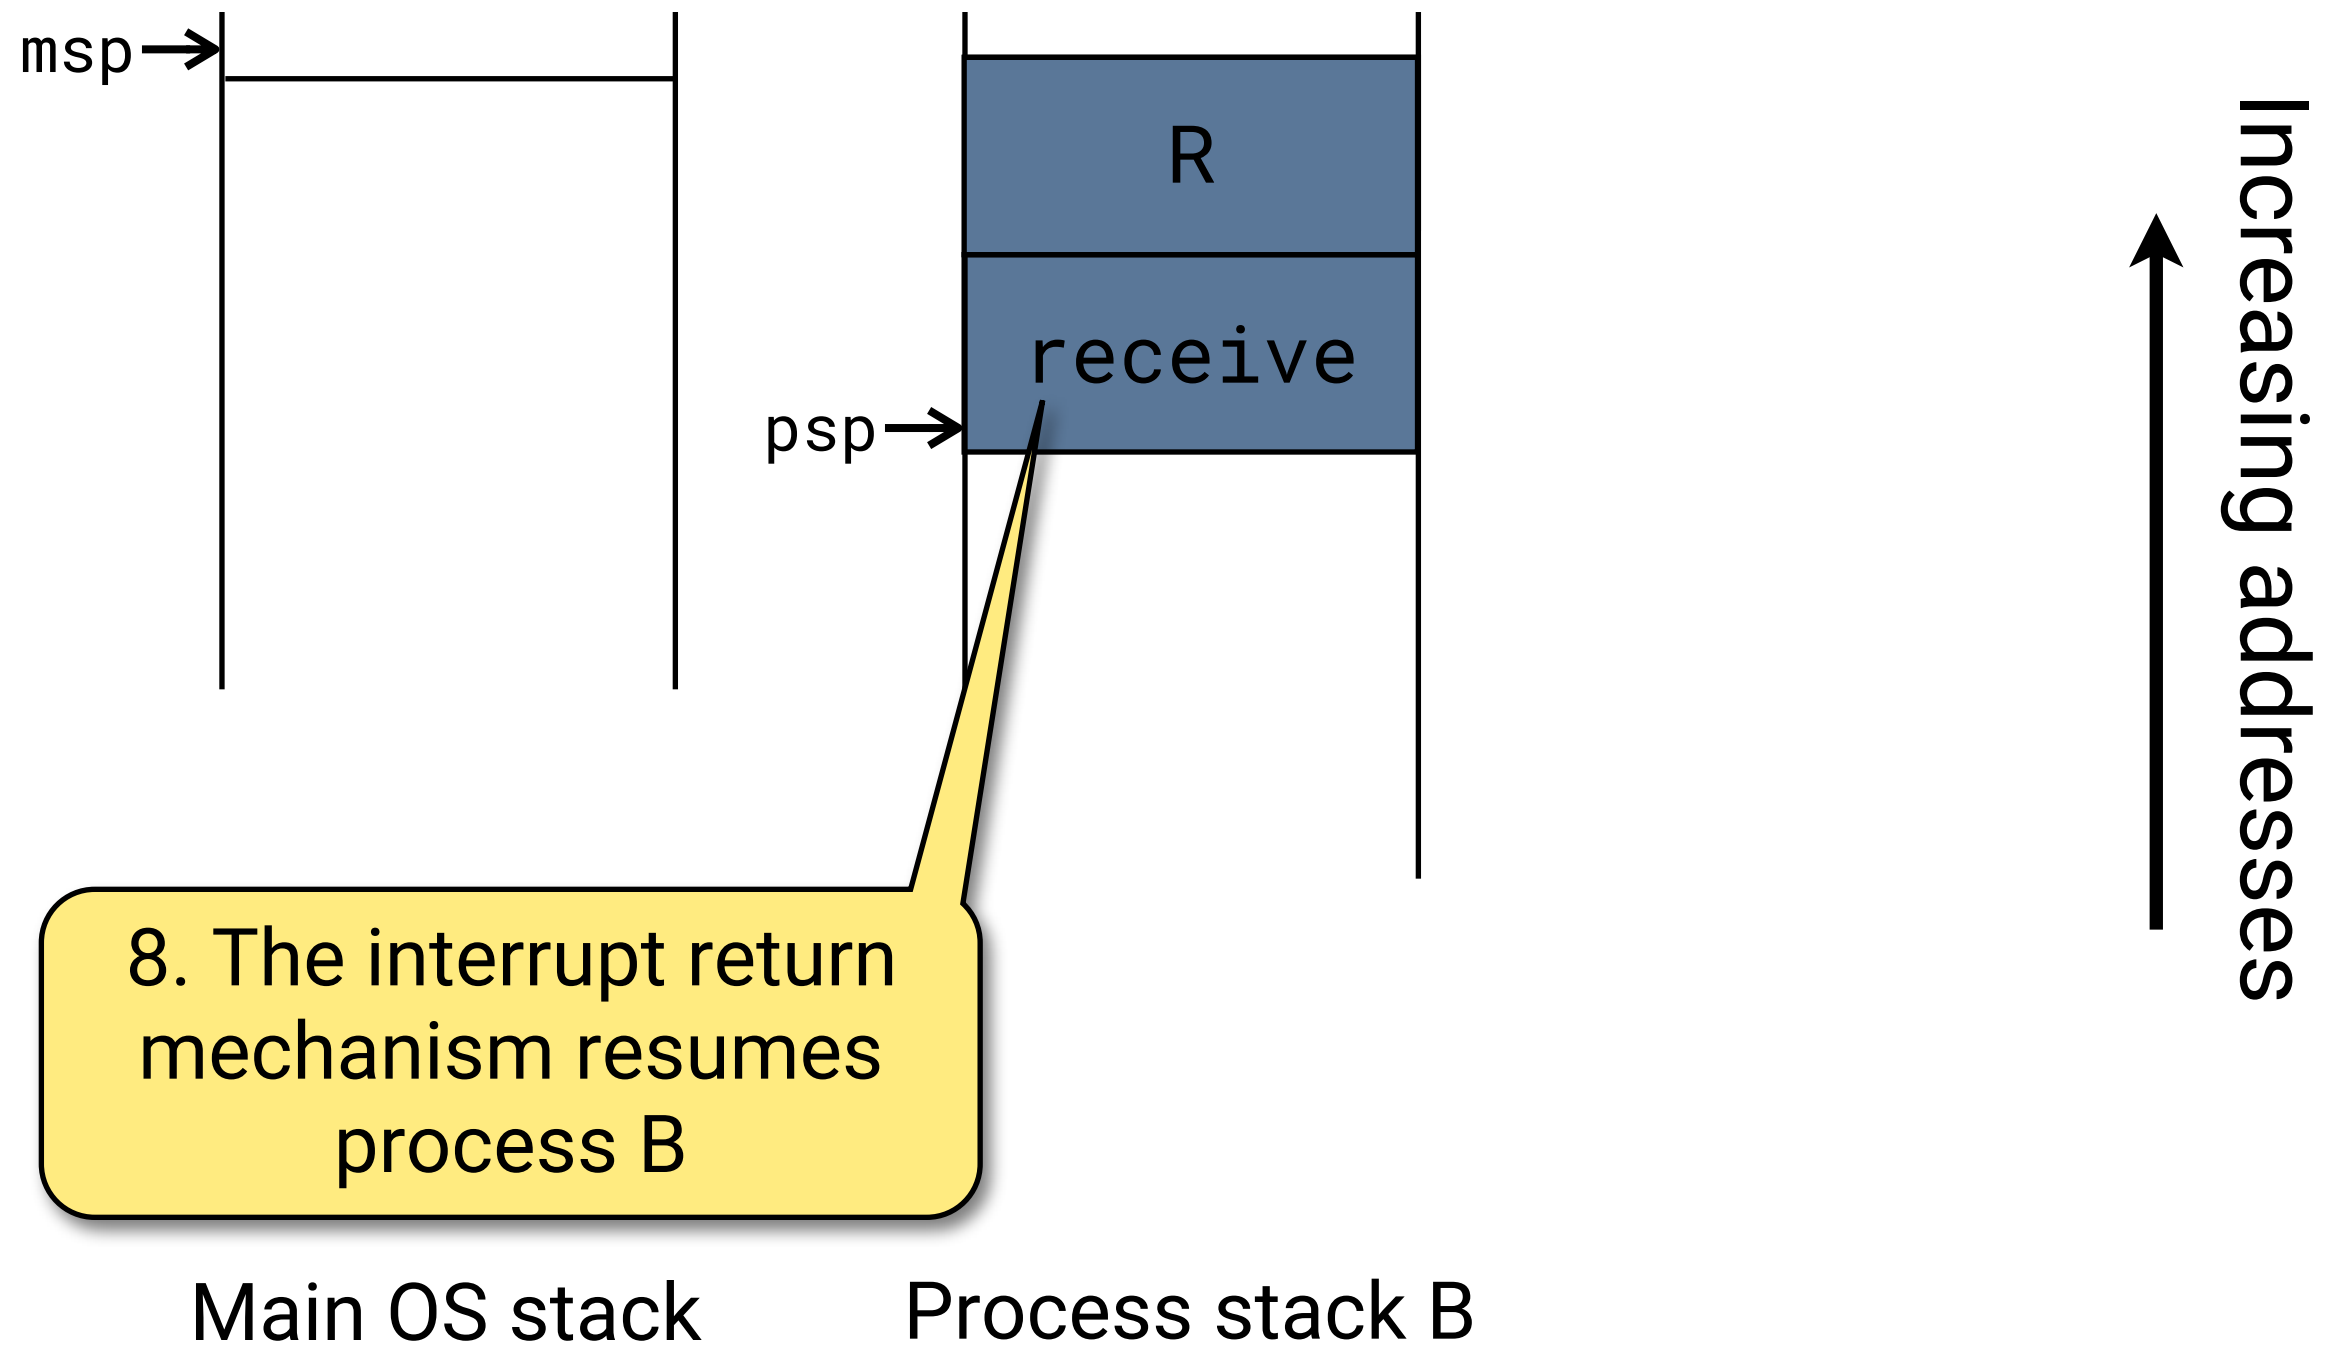 msp
R
receive
psp
8. The interrupt return
mechanism resumes
process B
Main OS stack
Process stack B
Increasing addresses